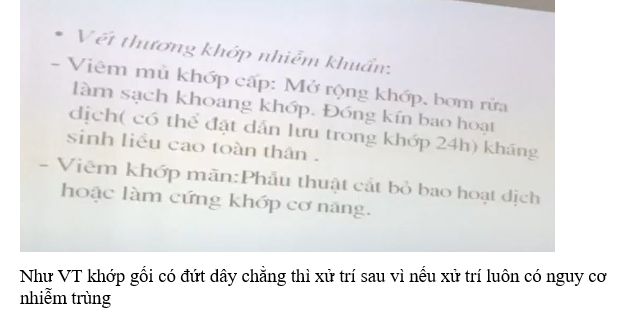 • Vết thương khớp nhiễm khuẩn:
- Viêm mủ khớp cấp: Mở rộng khớp, bơm rửa
làm sạch khoang khớp. Đóng kín bao hoạt
dịch( có thể đặt dẫn lưu trong khớp 24h) kháng
sinh liều cao toàn thân .
- Viêm khớp mãn:Phẫu thuật cắt bỏ bao hoạt dịch
hoặc làm cứng khớp cơ năng.
Như VT khớp gối có đứt dây chằng thì xử trí sau vì nếu xử trí luôn có nguy cơ
nhiễm trùng